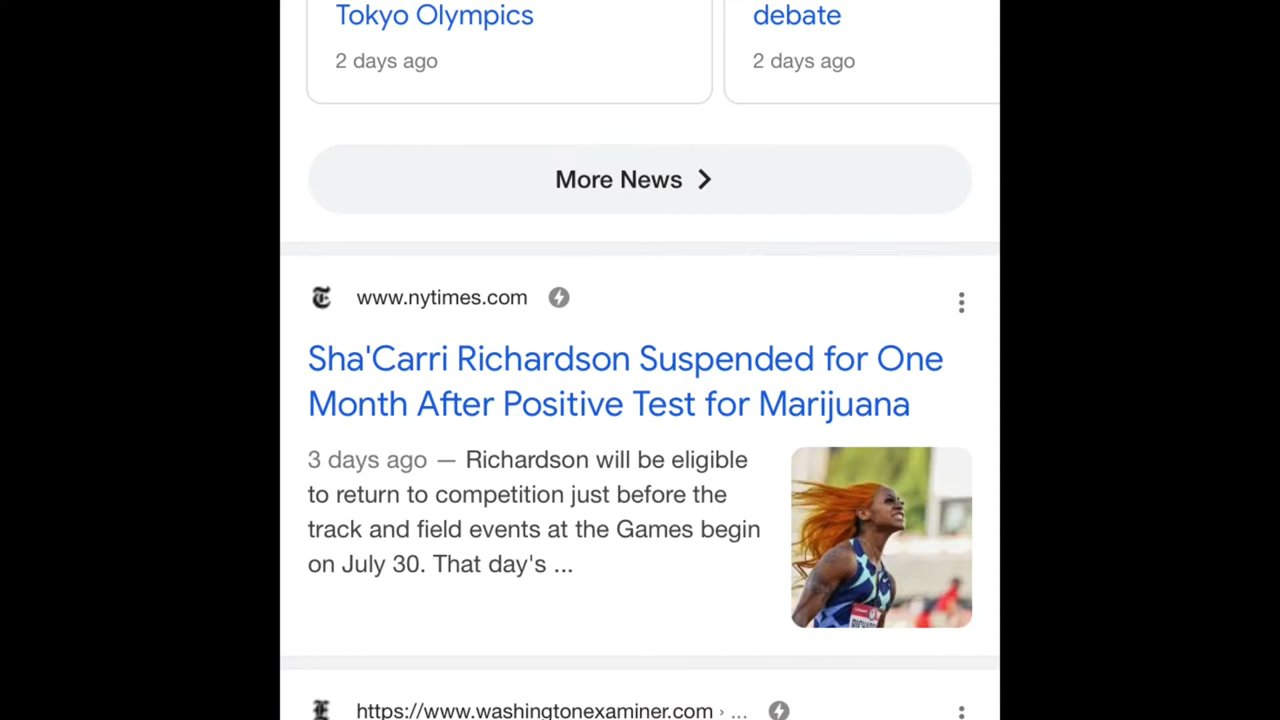 Tokyo Olympics
debate
2 days ago
2 days ago
More News
www.nytimes.com
Sha'Carri Richardson Suspended for One
Month After Positive Test for Marijuana
3 days ago — Richardson will be eligible
to return to competition just before the
track and field events at the Games begin
on July 30. That day's ...
https://www.washingtonexaminer.com › ...